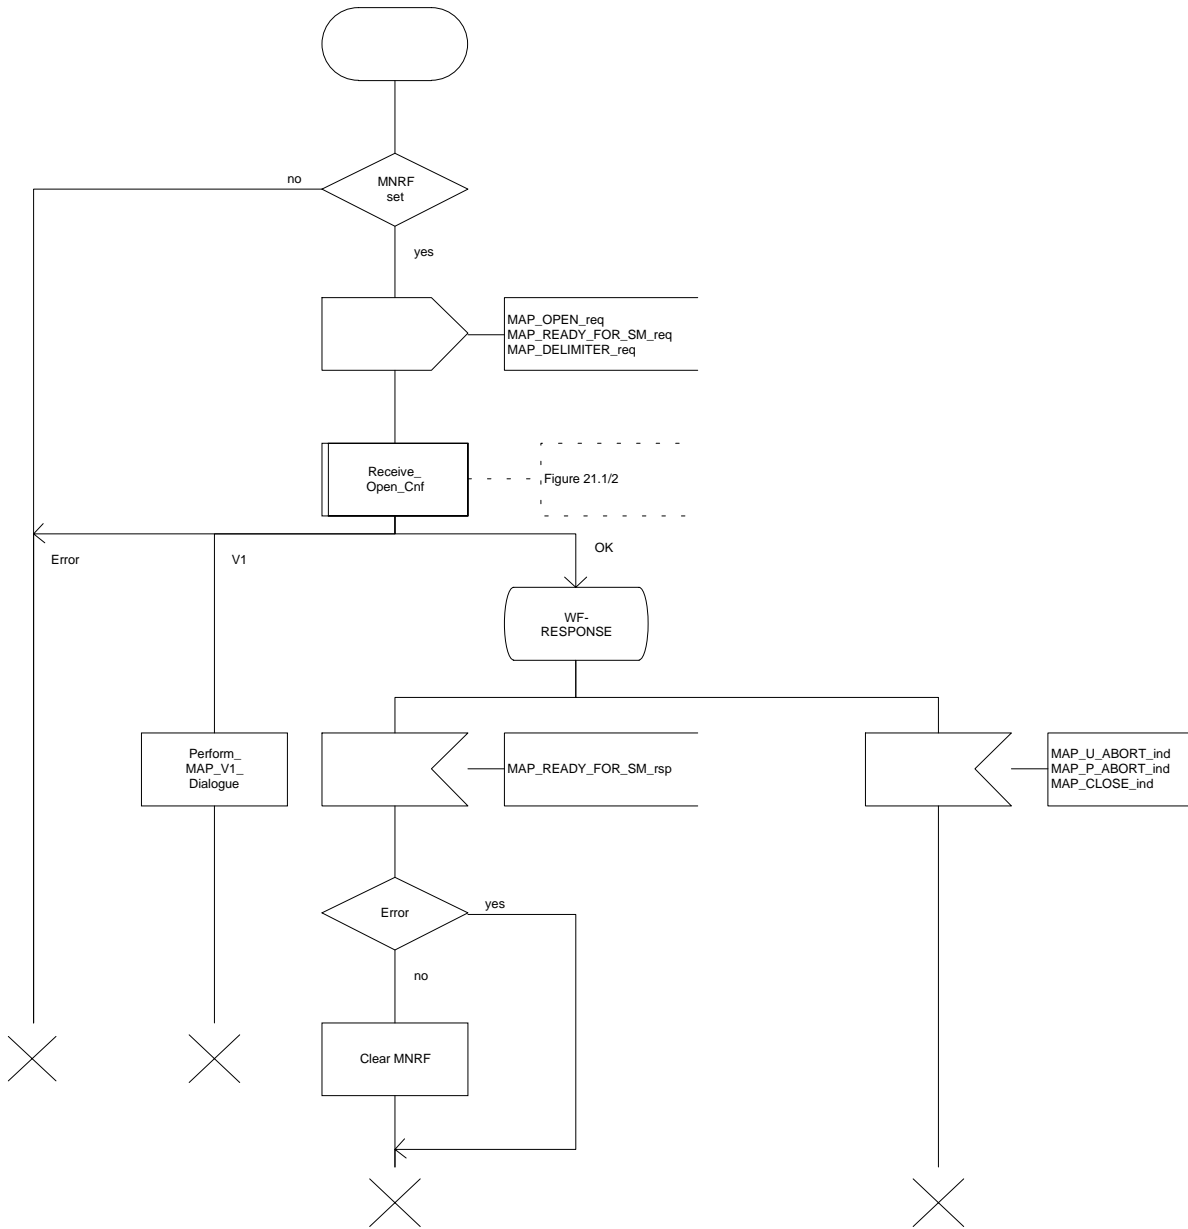 no
MNRF
set
yes
MAP_OPEN_req
MAP_READY_FOR_SM_req
MAP_DELIMITER_req
Receive_
Open_Cnf
Figure 21.1/2
Error
V1
OK
WF-
RESPONSE
Perform_
MAP_V1_
Dialogue
MAP_READY_FOR_SM_rsp
MAP_U_ABORT_ind
MAP_P_ABORT_ind
MAP_CLOSE_ind
Error
yes
no
Clear MNRF